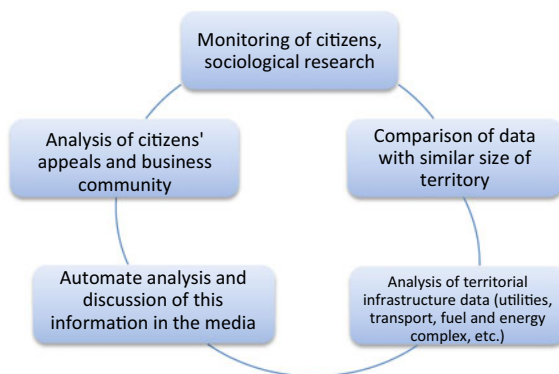 Monitoring of citizens,
sociological research
Analysis of citizens'
appeals and business
community
Comparison of data
with similar size of
territory
Automate analysis and
discussion of this
information in the media
Analysis of territorial
infrastructure data (utilities,
transport, fuel and energy
complex, etc.)